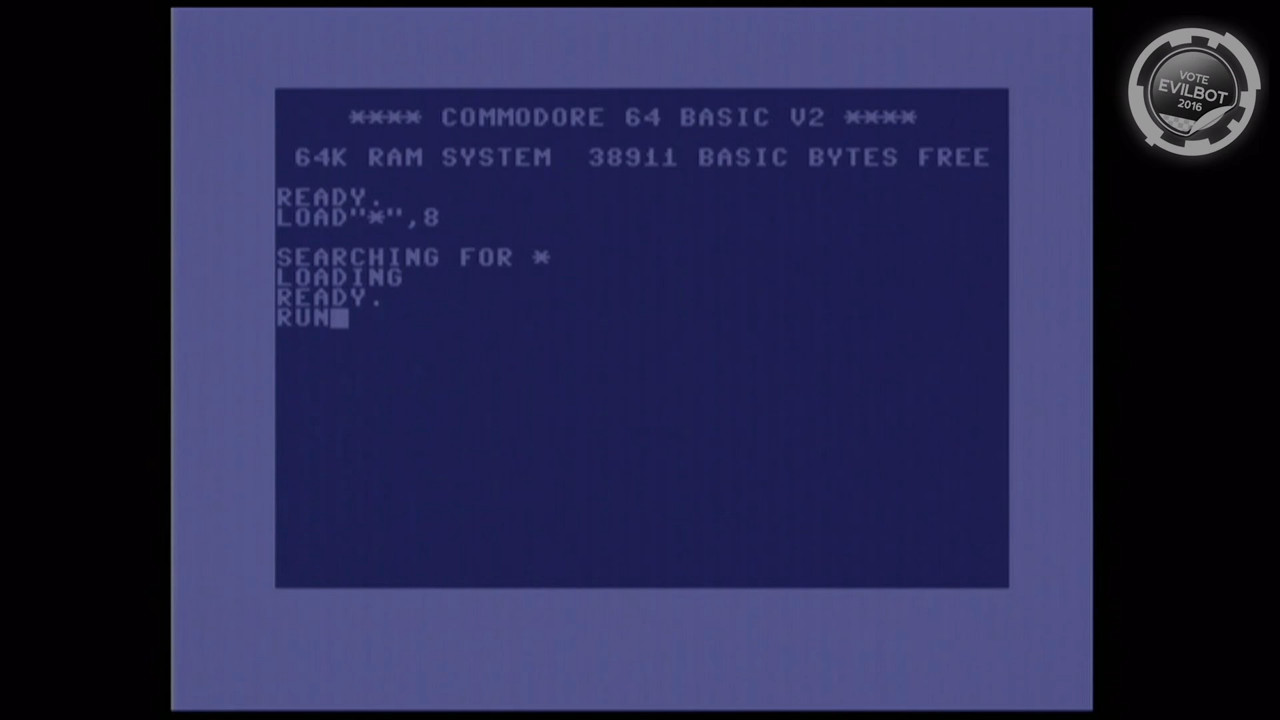 **** COMMODORE 64 BASIC V2 ****
64K RAM SYSTEM  38911 BASIC BYTES FREE
READY.
LOAD"*",8
SEARCHING FOR *
LOADING
READY.
RUN
VOTE
EVILBOT
2016